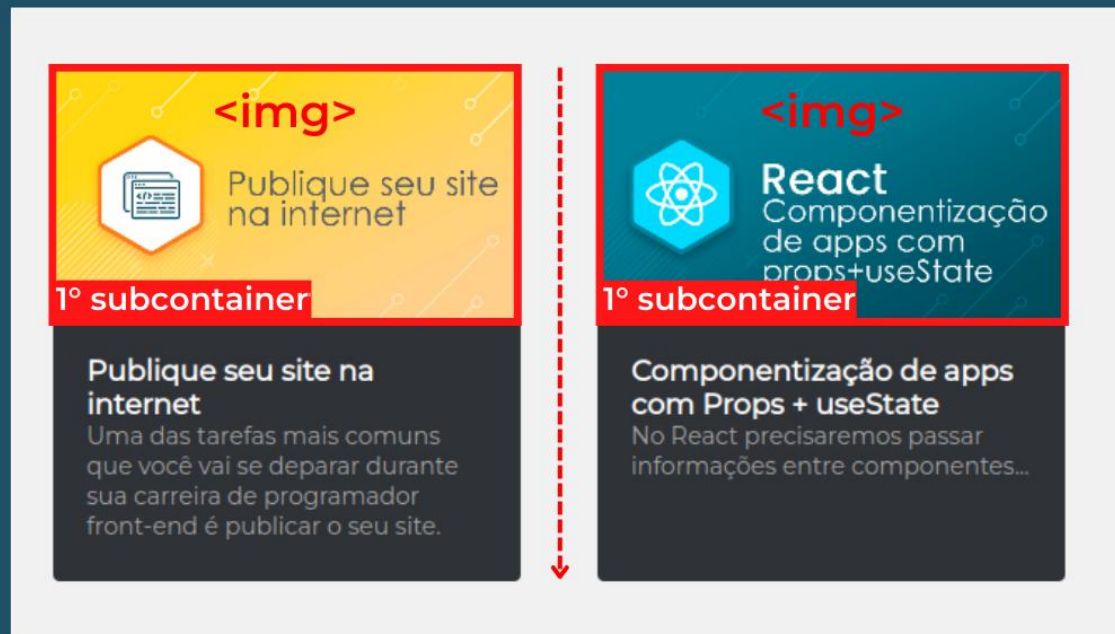 <img>
Publique seu site
na internet
1° subcontainer
Publique seu site na
internet
Uma das tarefas mais comuns
que você vai se deparar durante
sua carreira de programador
front-end é publicar o seu site.
<img>
React
Componentização
de apps com
props+useState
1° subcontainer
Componentização de apps
com Props + useState
No React precisaremos passar
informações entre componentes...